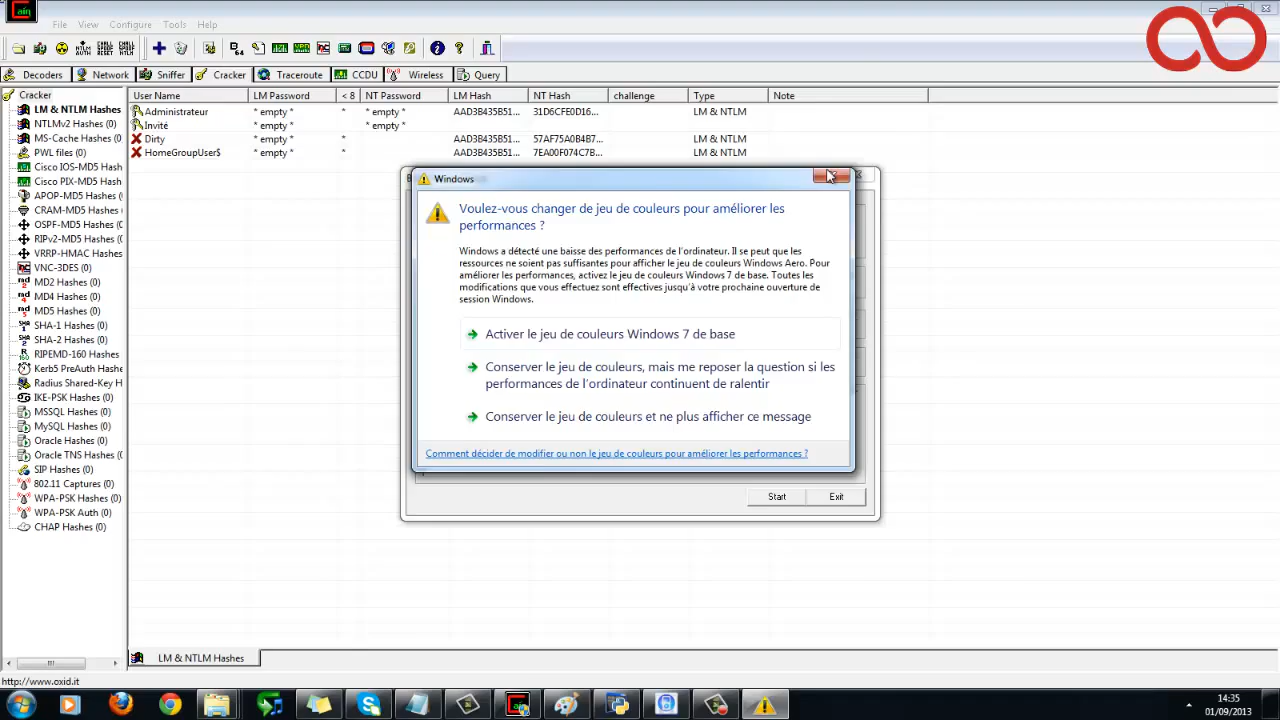 Cain
File View Configure Tools Help
Decoders Network Sniffer Cracker Traceroute CCDU Wireless Query
Cracker
LM & NTLM Hashes
NTLMv2 Hashes (0)
MS-Cache Hashes (0
PWL files (0)
Cisco IOS-MD5 Hash
Cisco PIX-MD5 Hash
APOP-MD5 Hashes (0
CRAM-MD5 Hashes (
OSPF-MD5 Hashes (0
RIPv2-MD5 Hashes (0
VRRP-HMAC Hashes
VNC-3DES (0)
MD2 Hashes (0)
MD4 Hashes (0)
MD5 Hashes (0)
SHA-1 Hashes (0)
SHA-2 Hashes (0)
RIPEMD-160 Hashes
Kerb5 PreAuth Hashe
Radius Shared-Key H
IKE-PSK Hashes (0)
MSSQL Hashes (0)
MySQL Hashes (0)
Oracle Hashes (0)
Oracle TNS Hashes (0
SIP Hashes (0)
802.11 Captures (0)
WPA-PSK Hashes (0)
WPA-PSK Auth (0)
CHAP Hashes (0)
User Name LM Password < 8 NT Password LM Hash NT Hash challenge Type Note
Administrateur * empty * * * empty * AAD3B435B51... 31D6CFE0D16... LM & NTLM
Invité * empty * * empty *
Dirty * empty * * AAD3B435B51... 57AF75A0B4B7... LM & NTLM
HomeGroupUser$ * empty * * AAD3B435B51... 7EA00F074C7B... LM & NTLM
Windows
Voulez-vous changer de jeu de couleurs pour améliorer les
performances ?
Windows a détecté une baisse des performances de l'ordinateur. Il se peut que les
ressources ne soient pas suffisantes pour afficher le jeu de couleurs Windows Aero. Pour
améliorer les performances, activez le jeu de couleurs Windows 7 de base. Toutes les
modifications que vous effectuez sont effectives jusqu'à votre prochaine ouverture de
session Windows.
Activer le jeu de couleurs Windows 7 de base
Conserver le jeu de couleurs, mais me reposer la question si les
performances de l'ordinateur continuent de ralentir
Conserver le jeu de couleurs et ne plus afficher ce message
Comment décider de modifier ou non le jeu de couleurs pour améliorer les performances ?
Start Exit
LM & NTLM Hashes
http://www.oxid.it
14:35
01/09/2013